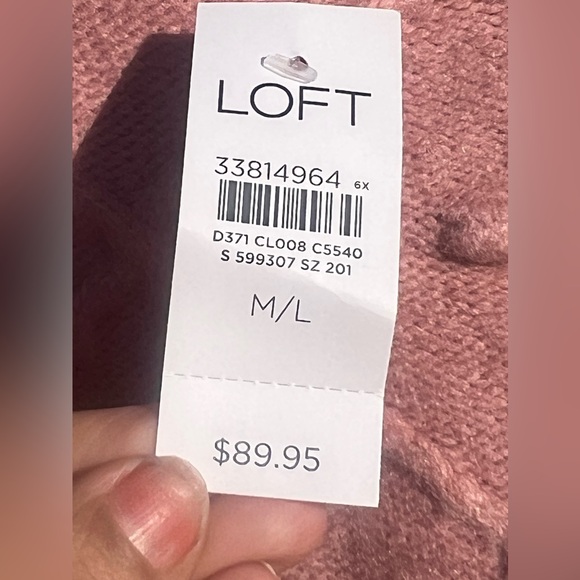 LOFT
33814964 6X
D371 CL008 C5540
S 599307 SZ 201
M/L
$89.95